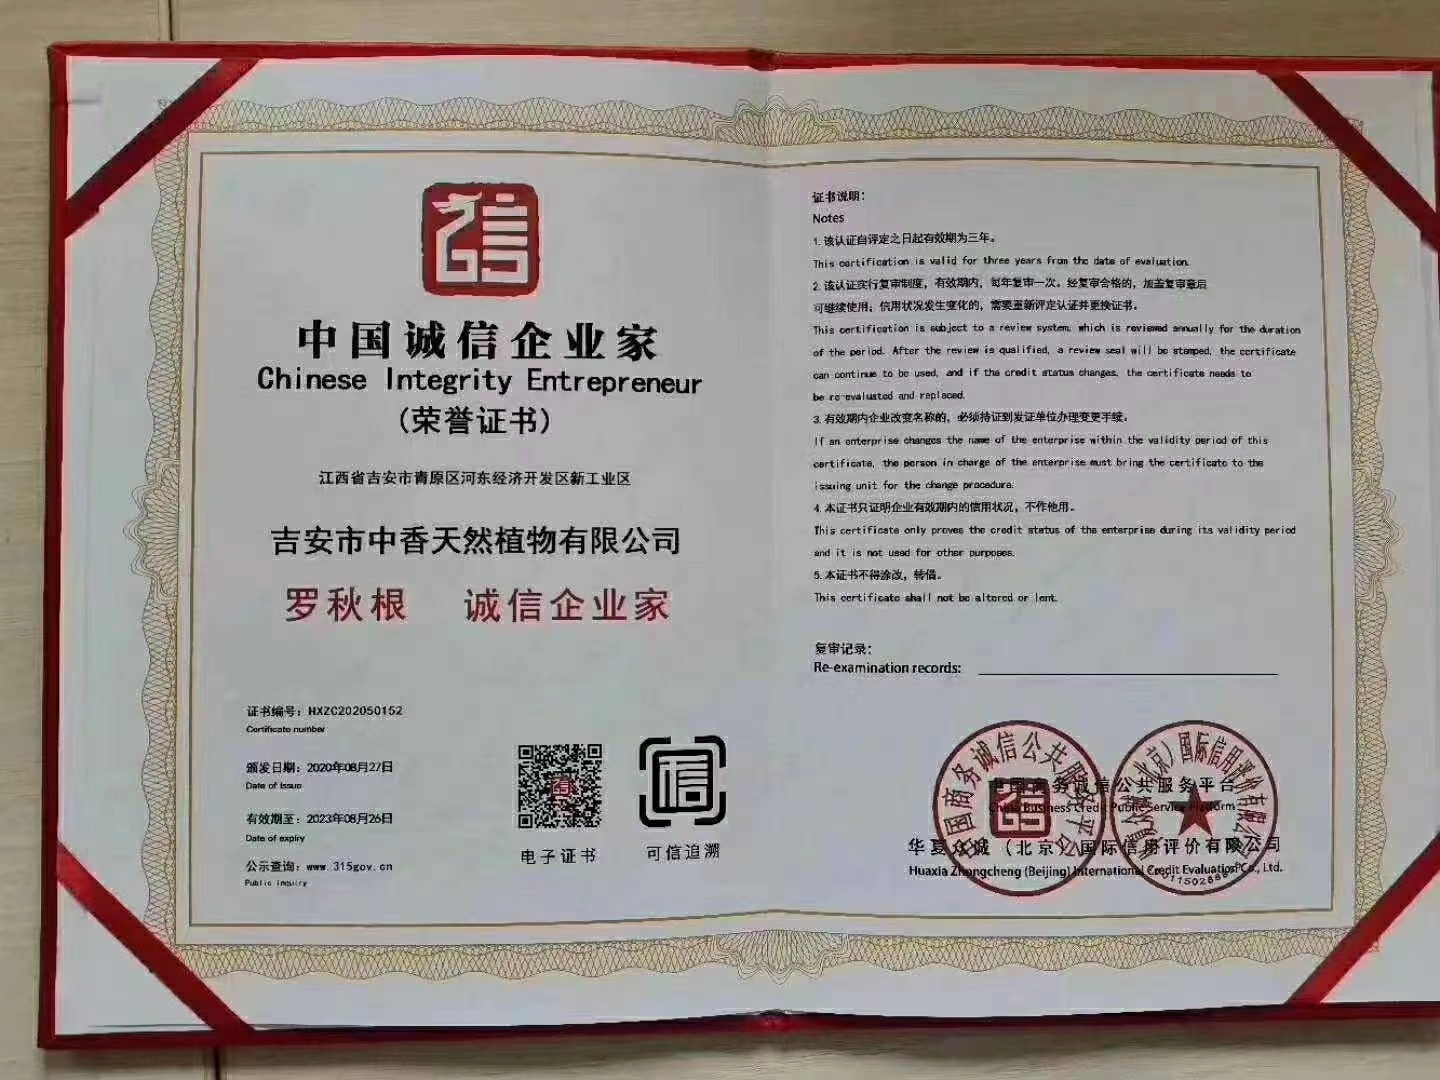 中国诚信企业家
Chinese Integrity Entrepreneur
(荣誉证书)
江西省吉安市青原区河东经济开发区新工业区
吉安市中香天然植物有限公司
罗秋根 诚信企业家
证书编号: HXZC202050152
Certificate number
颁发日期: 2020年08月27日
Date of issue
有效期至: 2023年08月26日
Date of expiry
公示查询: www.315gov.cn
Public inquiry
电子证书
信
可信追溯
证书说明:
Notes
1. 该认证自评定之日起有效期为三年。
This certification is valid for three years from the date of evaluation.
2. 该认证实行复审制度, 有效期内, 每年复审一次。经复审合格的, 加盖复审章后
可继续使用; 信用状况发生变化的, 需要重新评定认证并更换证书。
This certification is subject to a review system, which is reviewed annually for the duration
of the period. After the review is qualified, a review seal will be stamped, the certificate
can continue to be used, and if the credit status changes, the certificate needs to
be re-evaluated and replaced.
3. 有效期内企业改变名称的, 必须持证到发证单位办理变更手续。
If an enterprise changes the name of the enterprise within the validity period of this
certificate, the person in charge of the enterprise must bring the certificate to the
issuing unit for the change procedure.
4. 本证书只证明企业有效期内的信用状况, 不作他用。
This certificate only proves the credit status of the enterprise during its validity period
and it is not used for other purposes.
5. 本证书不得涂改, 转借。
This certificate shall not be altered or lent.
复审记录:
Re-examination records:
中国商务诚信公共服务平台
China Business Credit Public Service Platform
华夏众诚(北京)国际信用评价有限公司
Huaxia Zhongcheng (Beijing) International Credit Evaluation Co., Ltd.
中国商务诚信公共服务平台